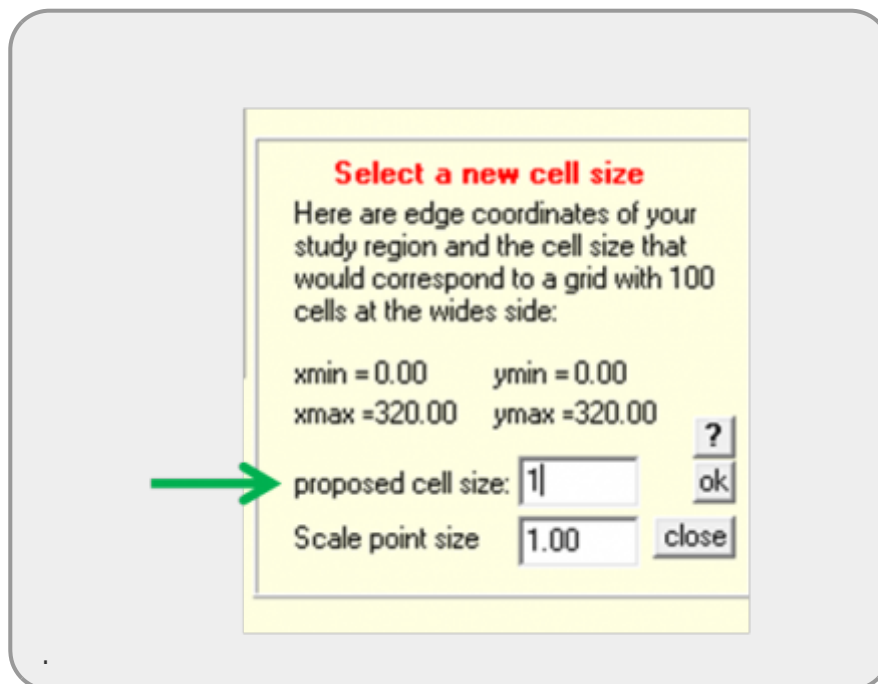 Select a new cell size
Here are edge coordinates of your
study region and the cell size that
would correspond to a grid with 100
cells at the wides side:
xmin = 0.00 ymin = 0.00
xmax =320.00 ymax =320.00
?
proposed cell size: 1 ok
Scale point size 1.00 close
.